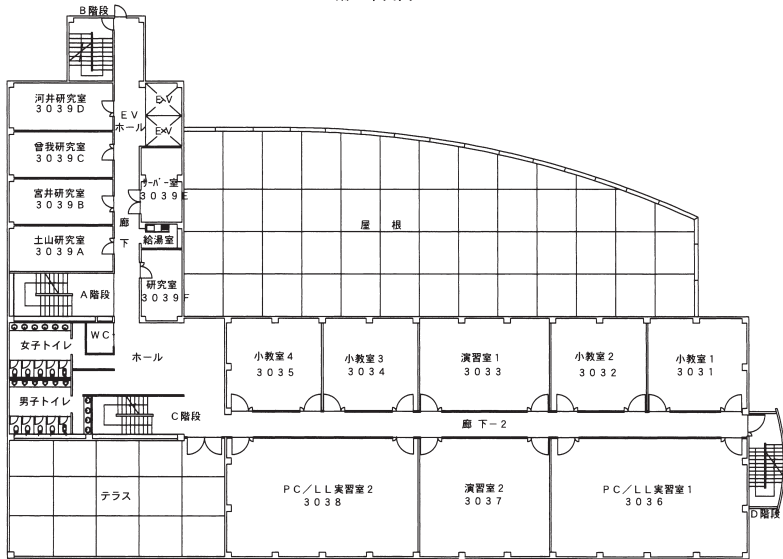 B階段
河井研究室
3039D
EV
ホール
EV
EV
曾我研究室
3039C
サーバー室
3039E
宮井研究室
3039B
廊
下
屋 根
給湯室
土山研究室
3039A
研究室
3039F
A階段
WC
女子トイレ
ホール
小教室4
3035
小教室3
3034
演習室1
3033
小教室2
3032
小教室1
3031
男子トイレ
C階段
廊 下-2
テラス
PC/LL実習室2
3038
演習室2
3037
PC/LL実習室1
3036
D階段